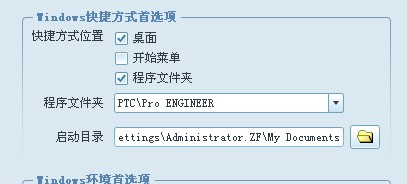 Windows快捷方式首选项
快捷方式位置
桌面
开始菜单
程序文件夹
程序文件夹 PTC\Pro ENGINEER
启动目录 ettings\Administrator.ZF\My Documents
Windows环境首选项